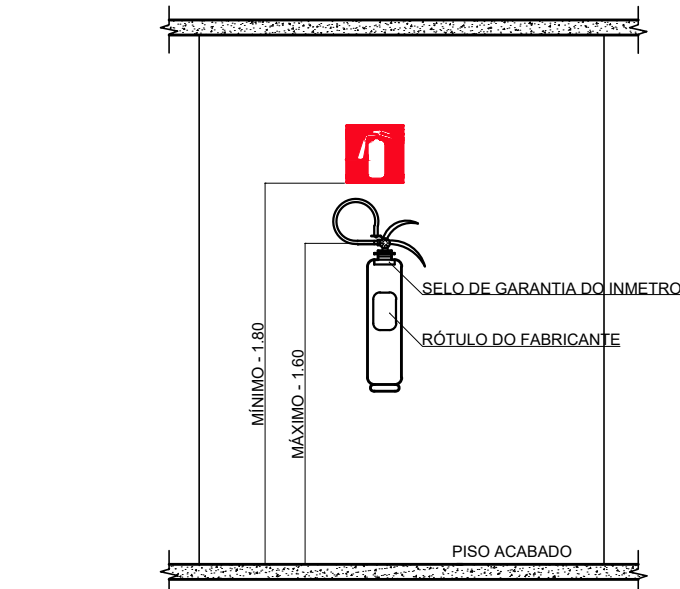 SELO DE GARANTIA DO INMETRO
RÓTULO DO FABRICANTE
MÍNIMO - 1.80
MÁXIMO - 1.60
PISO ACABADO